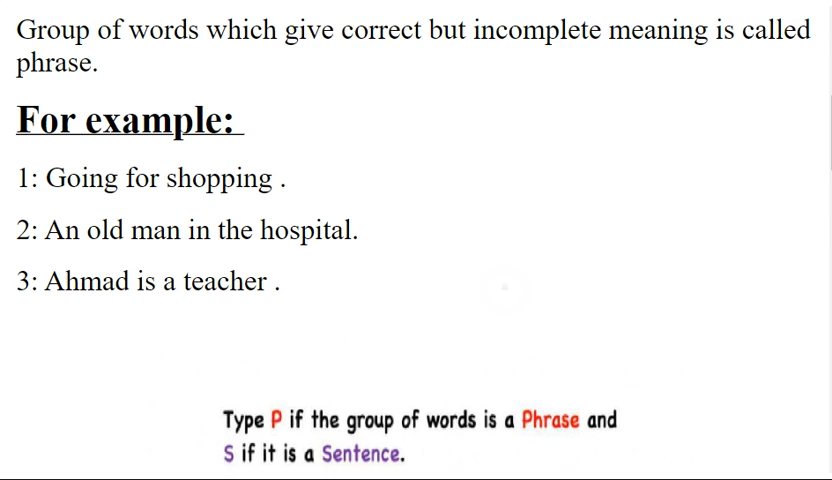 Group of words which give correct but incomplete meaning is called
phrase.
For example:
1: Going for shopping .
2: An old man in the hospital.
3: Ahmad is a teacher .
Type P if the group of words is a Phrase and
S if it is a Sentence.